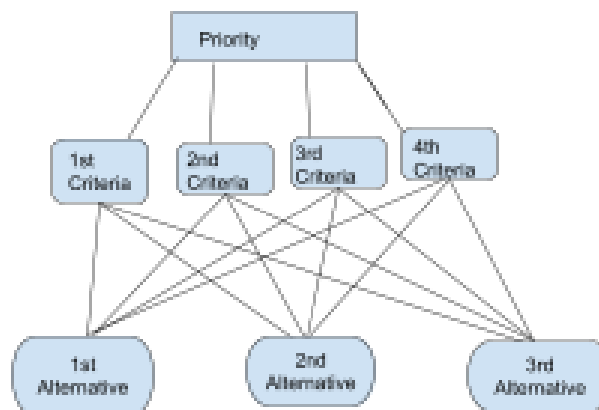 Priority
1st
Criteria
2nd
Criteria
3rd
Criteria
4th
Criteria
1st
Alternative
2nd
Alternative
3rd
Alternative